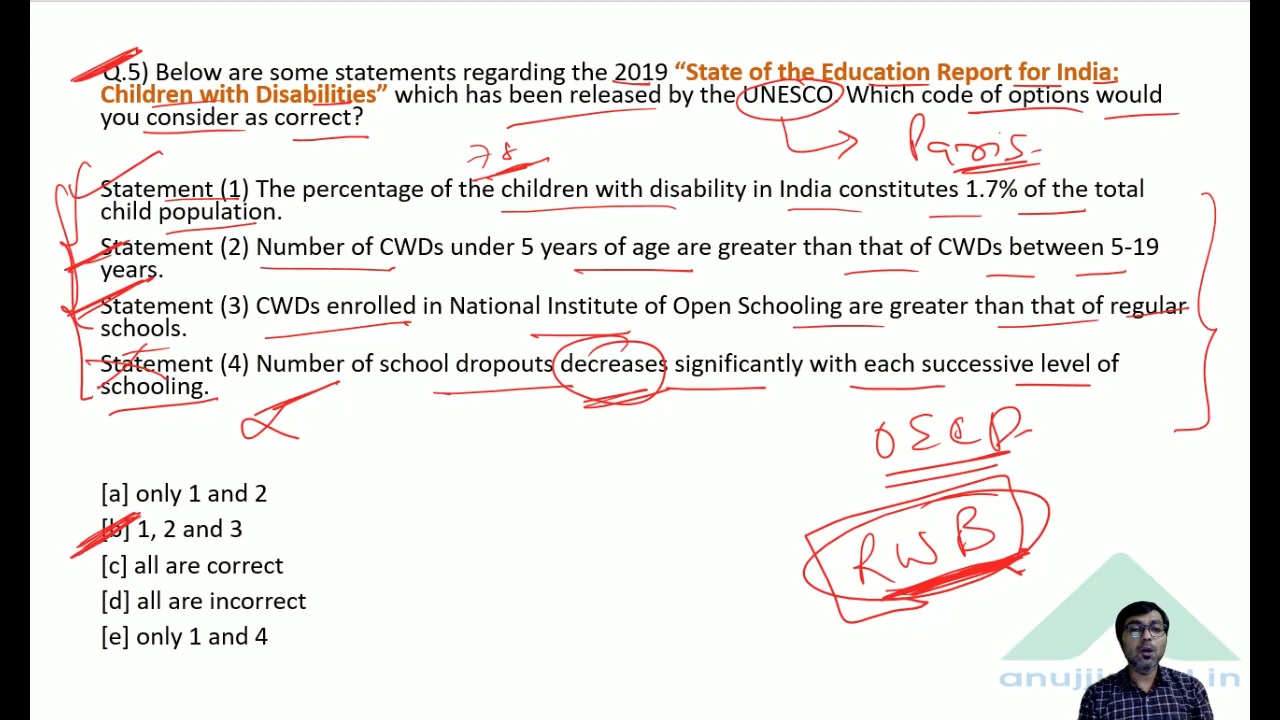 Q.5) Below are some statements regarding the 2019 “State of the Education Report for India:
Children with Disabilities” which has been released by the UNESCO. Which code of options would
you consider as correct?
Paris
78
Statement (1) The percentage of the children with disability in India constitutes 1.7% of the total
child population.
Statement (2) Number of CWDs under 5 years of age are greater than that of CWDs between 5-19
years.
Statement (3) CWDs enrolled in National Institute of Open Schooling are greater than that of regular
schools.
Statement (4) Number of school dropouts decreases significantly with each successive level of
schooling.
OECD
[a] only 1 and 2
[b] 1, 2 and 3
RWB
[c] all are correct
[d] all are incorrect
[e] only 1 and 4